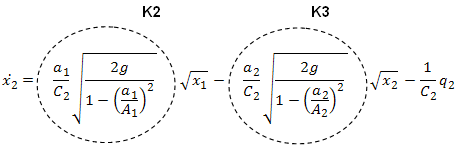 K2 K3
ẋ₂ = a₁/C₂ √(2g/(1−(a₁/A₁)²)) √x₁ − a₂/C₂ √(2g/(1−(a₂/A₂)²)) √x₂ − 1/C₂ q₂